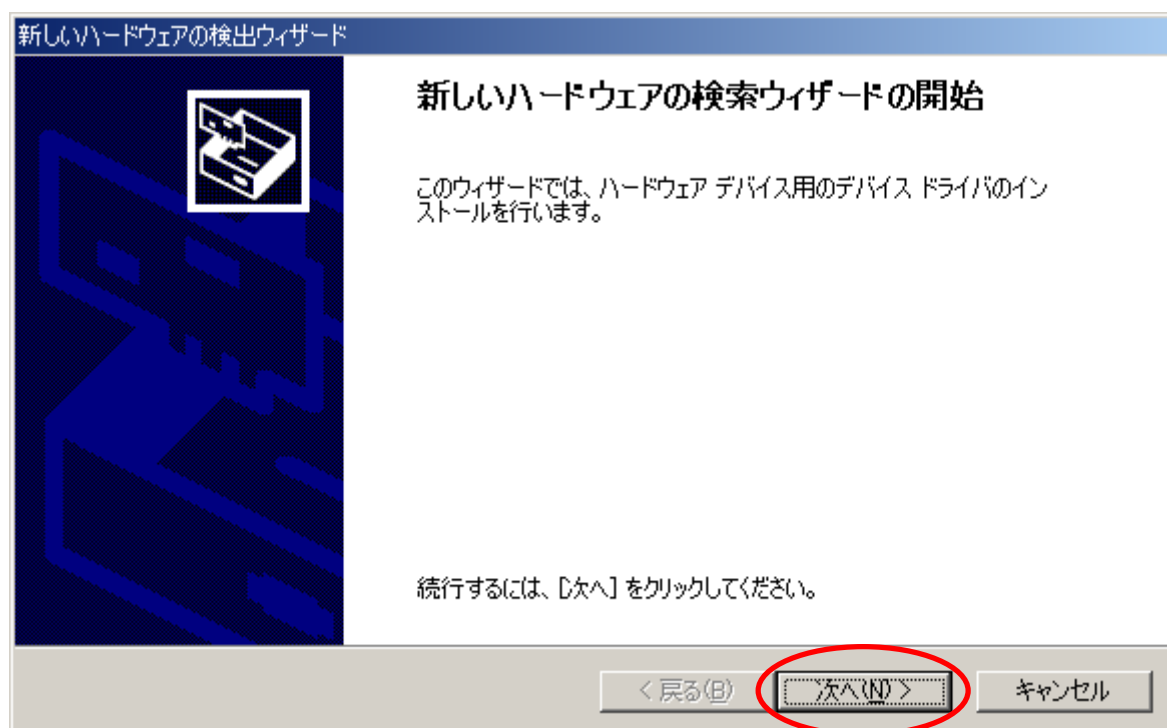 新しいハードウェアの検出ウィザード
新しいハードウェアの検索ウィザードの開始
このウィザードでは、ハードウェア デバイス用のデバイス ドライバのイン
ストールを行います。
続行するには、[次へ] をクリックしてください。
< 戻る(B)
次へ(N) >
キャンセル